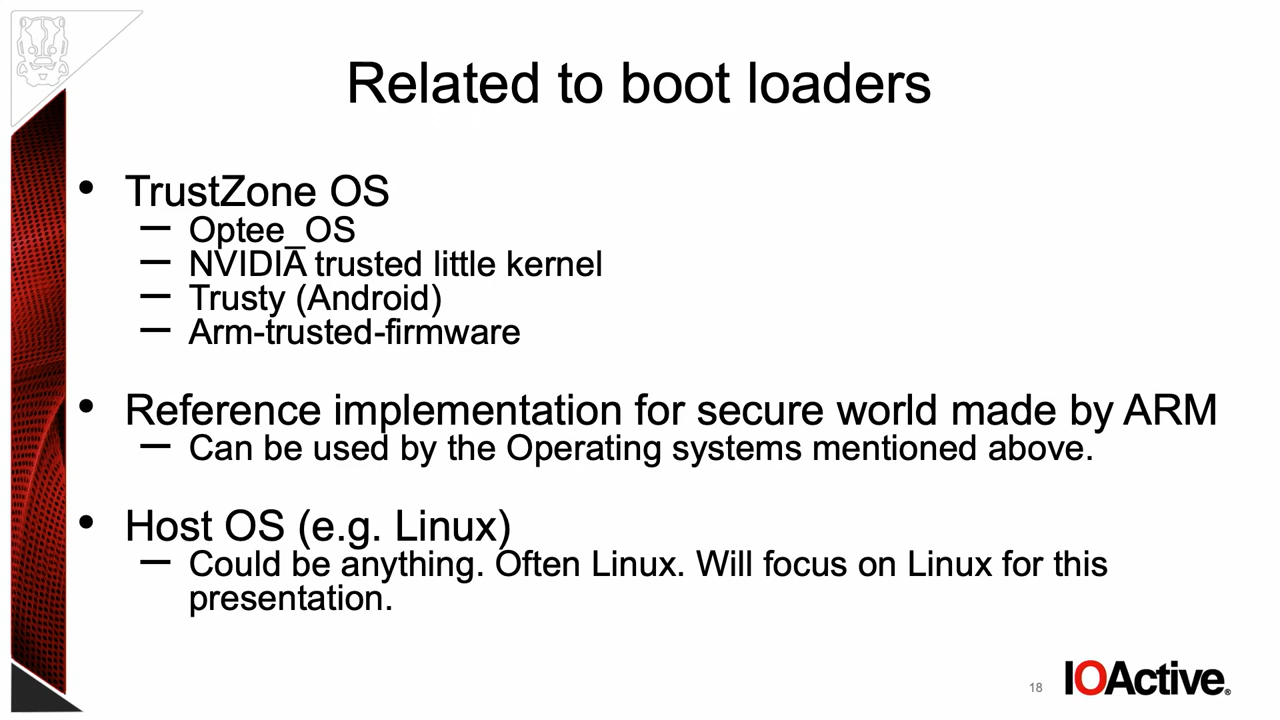 Related to boot loaders
• TrustZone OS
– Optee_OS
– NVIDIA trusted little kernel
– Trusty (Android)
– Arm-trusted-firmware
• Reference implementation for secure world made by ARM
– Can be used by the Operating systems mentioned above.
• Host OS (e.g. Linux)
– Could be anything. Often Linux. Will focus on Linux for this
presentation.
18
IOActive®